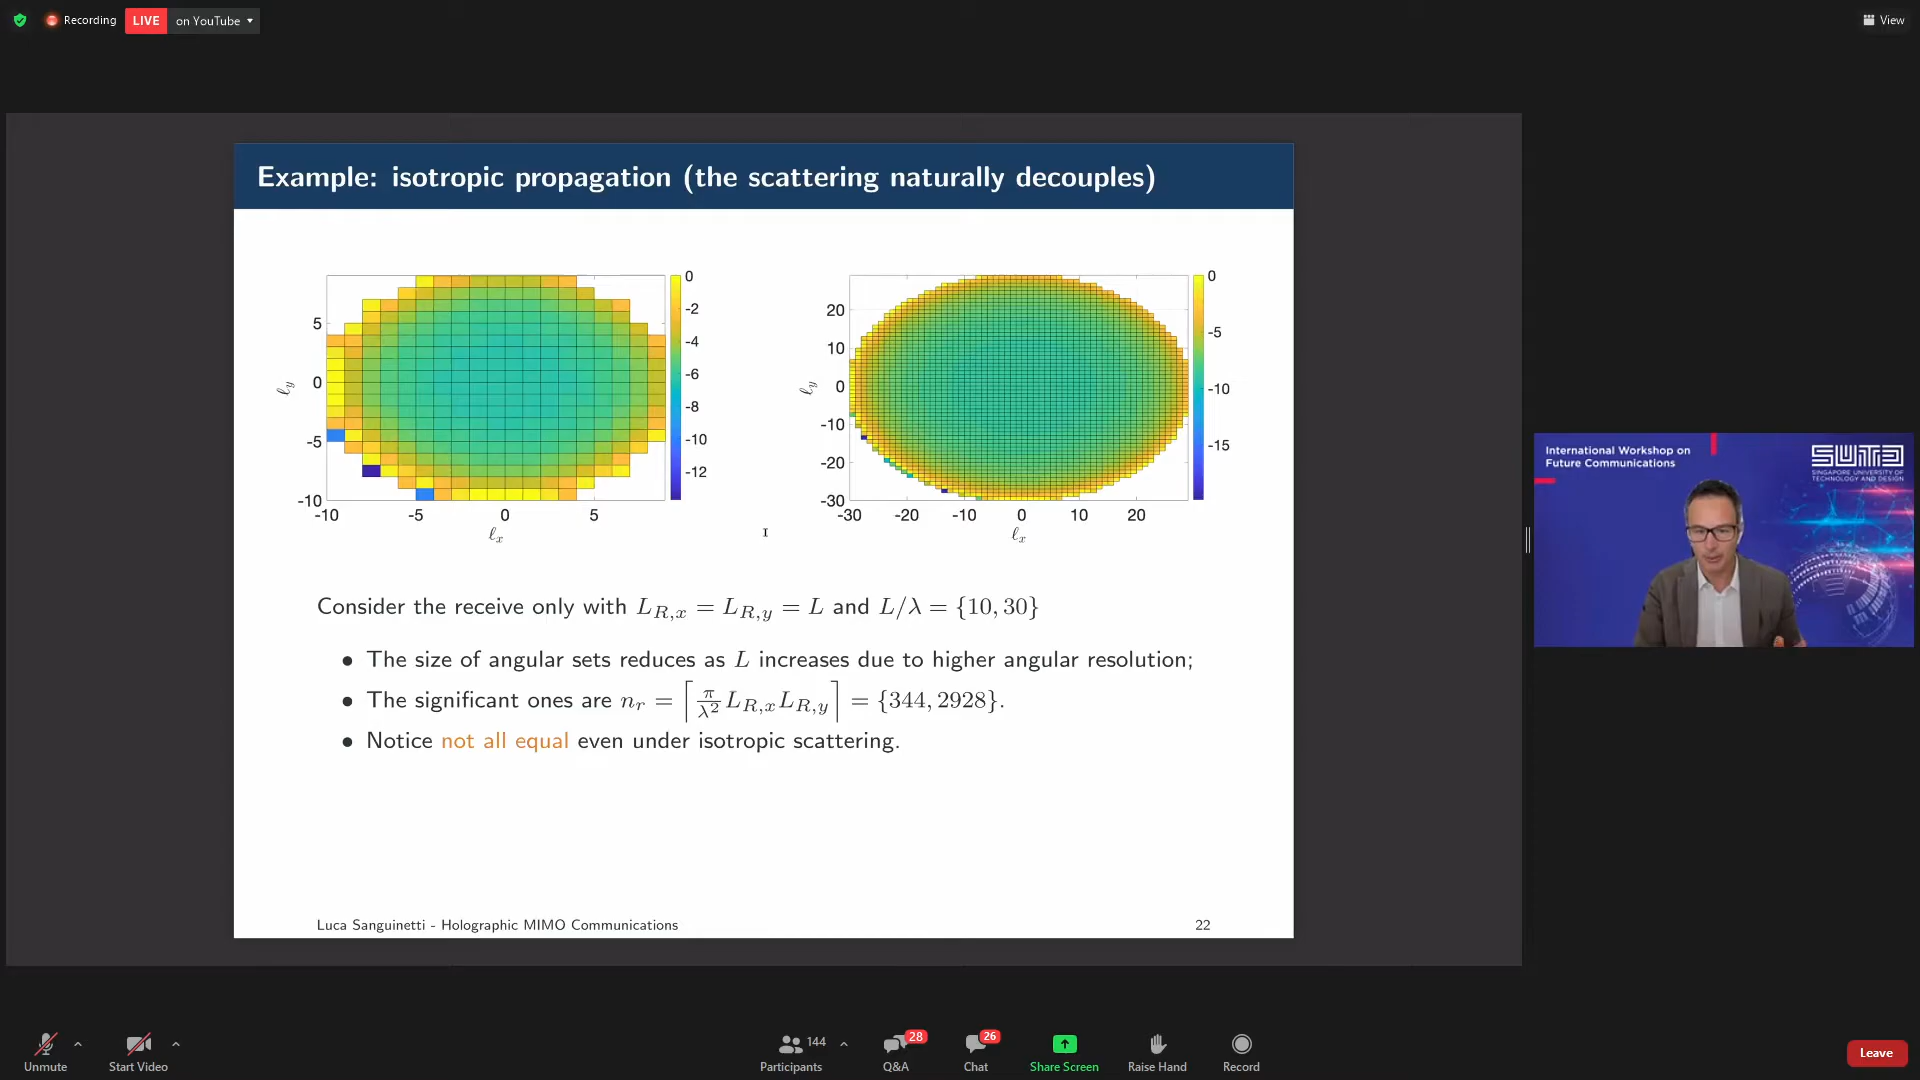 Recording
LIVE on YouTube
View
Example: isotropic propagation (the scattering naturally decouples)
5
0
-5
-10
ℓy
-10 -5 0 5
ℓx
0
-2
-4
-6
-8
-10
-12
20
10
0
-10
-20
-30
ℓy
-30 -20 -10 0 10 20
ℓx
0
-5
-10
-15
Consider the receive only with L_{R,x} = L_{R,y} = L and L/λ = {10, 30}
• The size of angular sets reduces as L increases due to higher angular resolution;
• The significant ones are n_r = ⌈π/λ² L_{R,x}L_{R,y}⌉ = {344, 2928}.
• Notice not all equal even under isotropic scattering.
Luca Sanguinetti - Holographic MIMO Communications 22
International Workshop on
Future Communications
SUTD
SINGAPORE UNIVERSITY OF
TECHNOLOGY AND DESIGN
Unmute
Start Video
144
Participants
28
Q&A
26
Chat
Share Screen
Raise Hand
Record
Leave